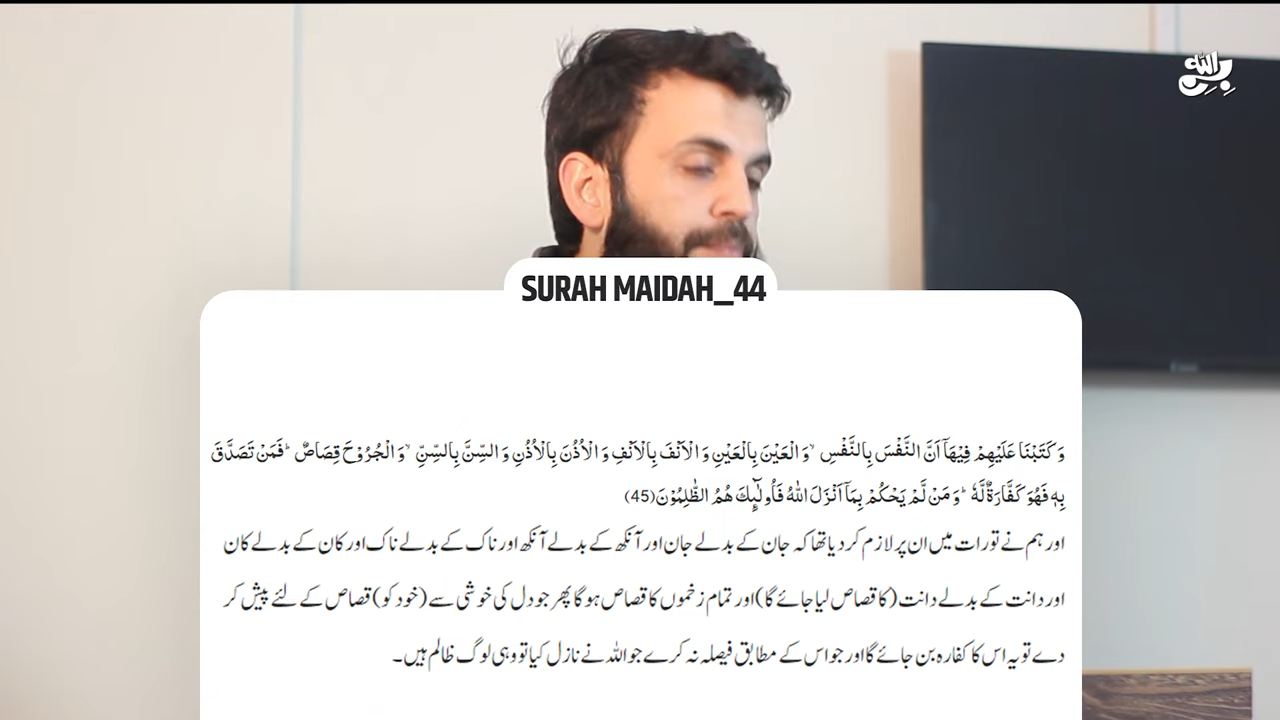 بسم الله
SURAH MAIDAH_44
وَ كَتَبْنَا عَلَیْهِمْ فِیْهَاۤ اَنَّ النَّفْسَ بِالنَّفْسِۙ-وَ الْعَیْنَ بِالْعَیْنِ وَ الْاَنْفَ بِالْاَنْفِ وَ الْاُذُنَ بِالْاُذُنِ وَ السِّنَّ بِالسِّنِّۙ-وَ الْجُرُوْحَ قِصَاصٌؕ-فَمَنْ تَصَدَّقَ
بِهٖ فَهُوَ كَفَّارَةٌ لَّهٗؕ-وَ مَنْ لَّمْ یَحْكُمْ بِمَاۤ اَنْزَلَ اللّٰهُ فَاُولٰٓىٕكَ هُمُ الظّٰلِمُوْنَ(45)
اور ہم نے تورات میں ان پر لازم کردیا تھا کہ جان کے بدلے جان اور آنکھ کے بدلے آنکھ اور ناک کے بدلے ناک اور کان کے بدلے کان
اور دانت کے بدلے دانت (کا قصاص لیا جائے گا) اور تمام زخموں کا قصاص ہوگا پھر جو دل کی خوشی سے (خود کو) قصاص کے لئے پیش کر
دے تو یہ اس کا کفارہ بن جائے گا اور جو اس کے مطابق فیصلہ نہ کرے جو اللہ نے نازل کیا تو وہی لوگ ظالم ہیں۔